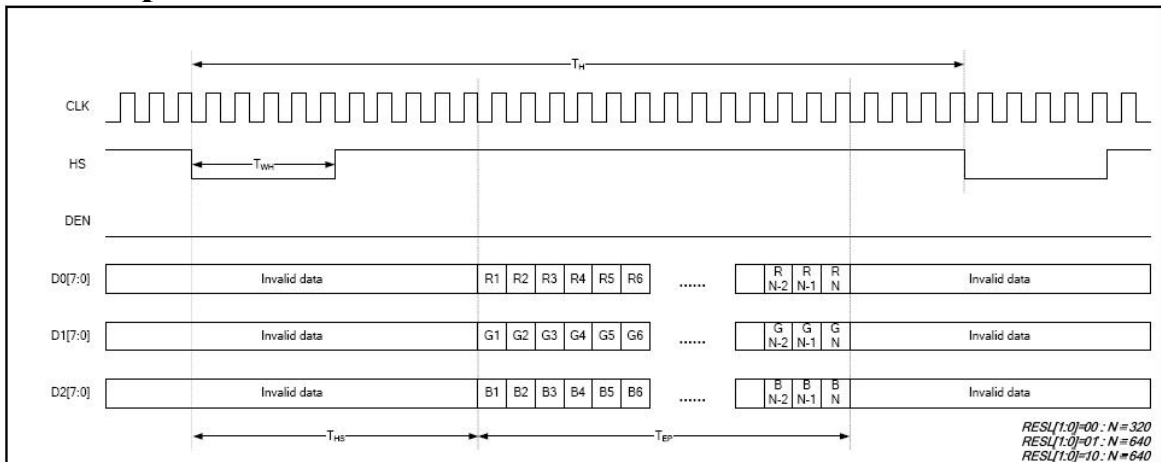 TH
CLK
HS
TWH
DEN
D0[7:0] Invalid data R1 R2 R3 R4 R5 R6 ...... R N-2 R N-1 R N Invalid data
D1[7:0] Invalid data G1 G2 G3 G4 G5 G6 ...... G N-2 G N-1 G N Invalid data
D2[7:0] Invalid data B1 B2 B3 B4 B5 B6 ...... B N-2 B N-1 B N Invalid data
THS TEP
RESL[1:0]=00 : N = 320
RESL[1:0]=01 : N = 640
RESL[1:0]=10 : N = 640